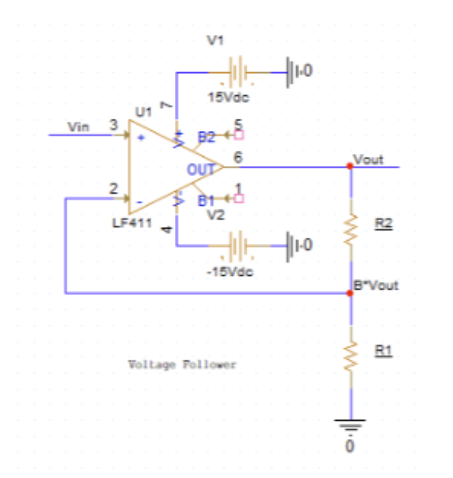 V1
0
15Vdc
7
U1
Vin
3
5
+
V+
B2
6
Vout
OUT
2
1
-
V-
B1
LF411
V2
4
R2
0
-15Vdc
B*Vout
R1
Voltage Follower
0